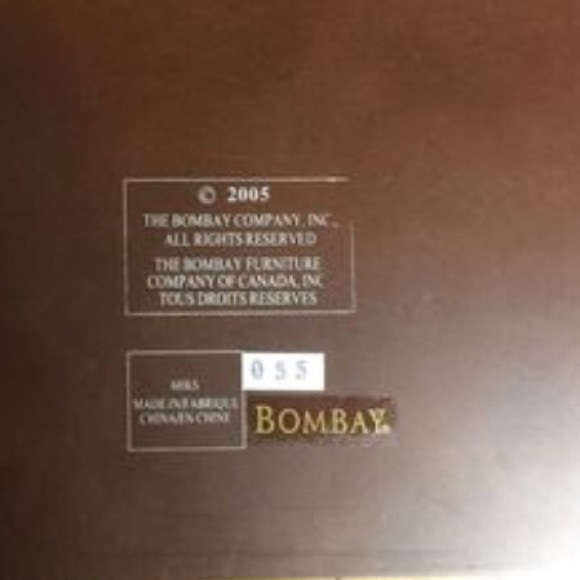 © 2005
THE BOMBAY COMPANY, INC.,
ALL RIGHTS RESERVED
THE BOMBAY FURNITURE
COMPANY OF CANADA, INC
TOUS DROITS RESERVES
055
MADE IN/FABRIQUE
CHINA/EN CHINE
BOMBAY